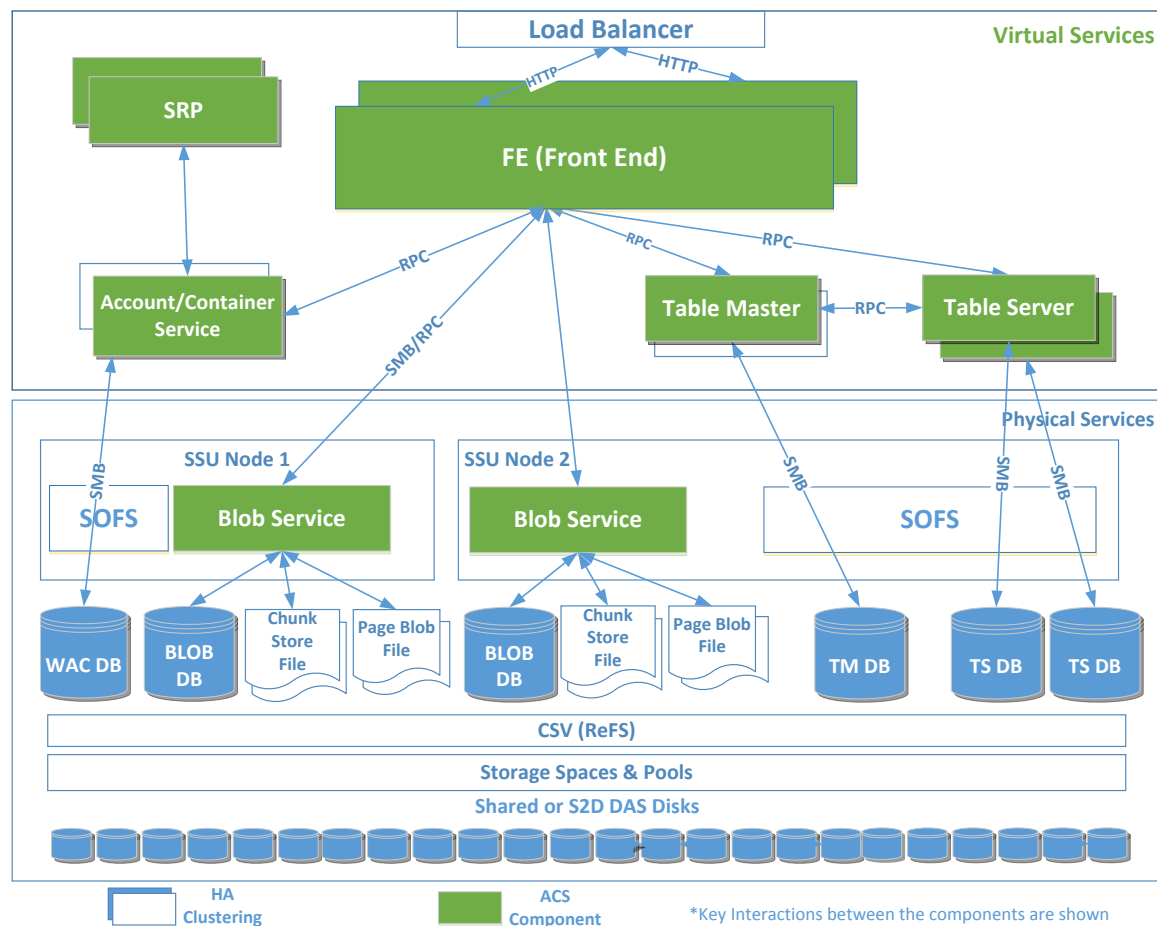 Load Balancer
Virtual Services
HTTP
HTTP
SRP
FE (Front End)
RPC
SMB/RPC
RPC
RPC
Account/Container
Service
Table Master
RPC
Table Server
Physical Services
SSU Node 1
SSU Node 2
SMB
SMB
SMB
SMB
SOFS
Blob Service
Blob Service
SOFS
WAC DB
BLOB
DB
Chunk
Store
File
Page Blob
File
BLOB
DB
Chunk
Store
File
Page Blob
File
TM DB
TS DB
TS DB
CSV (ReFS)
Storage Spaces & Pools
Shared or S2D DAS Disks
HA
Clustering
ACS
Component
*Key Interactions between the components are shown